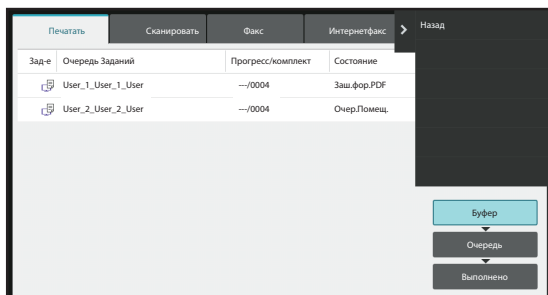 Печатать Сканировать Факс Интернетфакс Назад
Зад-е Очередь Заданий Прогресс/комплект Состояние
User_1_User_1_User ---/0004 Заш.фор.PDF
User_2_User_2_User ---/0004 Очер.Помещ.
Буфер
Очередь
Выполнено